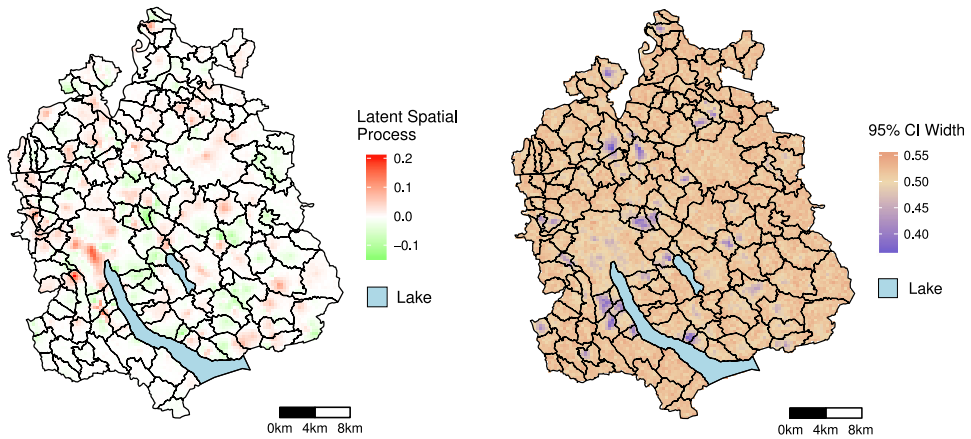 Latent Spatial
Process
0.2
0.1
0.0
−0.1
Lake
0km 4km 8km
95% CI Width
0.55
0.50
0.45
0.40
Lake
0km 4km 8km